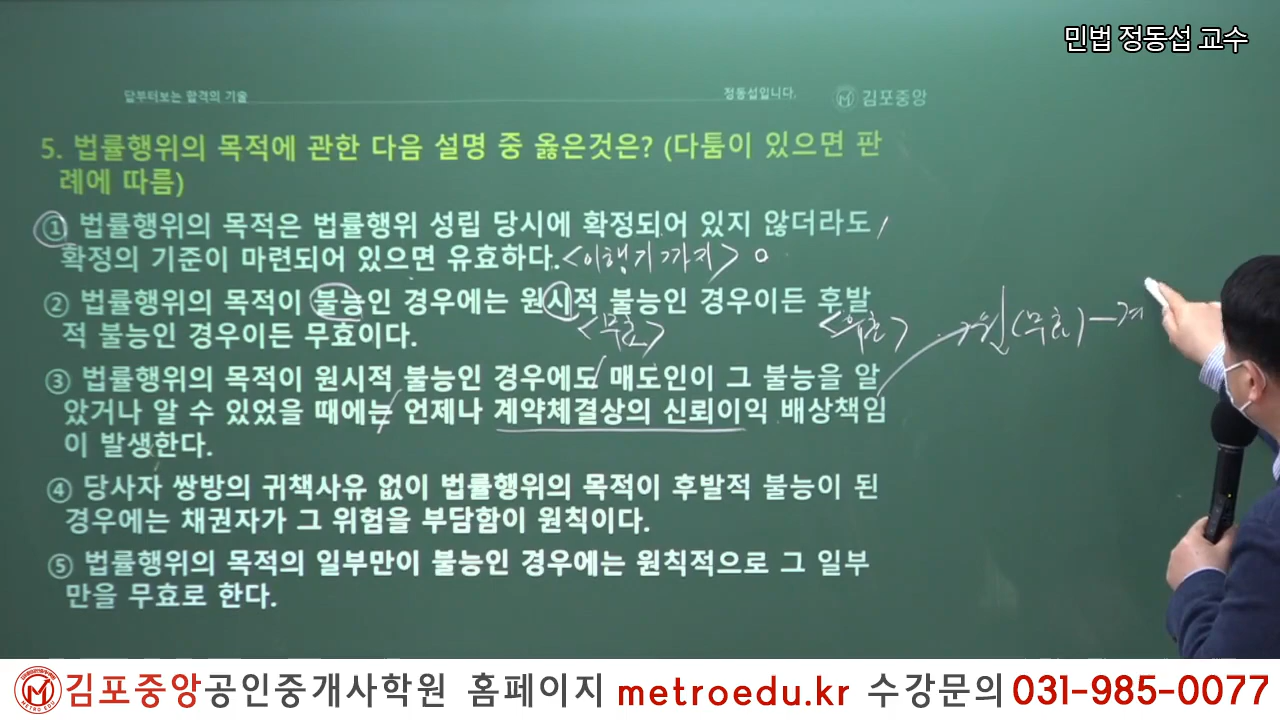 민법 정동섭 교수
답부터보는 합격의 기술
정동섭입니다.
김포중앙
5. 법률행위의 목적에 관한 다음 설명 중 옳은것은? (다툼이 있으면 판
례에 따름)
① 법률행위의 목적은 법률행위 성립 당시에 확정되어 있지 않더라도
확정의 기준이 마련되어 있으면 유효하다. <이행기까지> o
② 법률행위의 목적이 불능인 경우에는 원시적 불능인 경우이든 후발
<무효> <유효> 원(무효)
적 불능인 경우이든 무효이다.
③ 법률행위의 목적이 원시적 불능인 경우에도 매도인이 그 불능을 알
았거나 알 수 있었을 때에는 언제나 계약체결상의 신뢰이익 배상책임
이 발생한다.
④ 당사자 쌍방의 귀책사유 없이 법률행위의 목적이 후발적 불능이 된
경우에는 채권자가 그 위험을 부담함이 원칙이다.
⑤ 법률행위의 목적의 일부만이 불능인 경우에는 원칙적으로 그 일부
만을 무효로 한다.
METRO EDU
김포중앙공인중개사학원 홈페이지 metroedu.kr 수강문의 031-985-0077